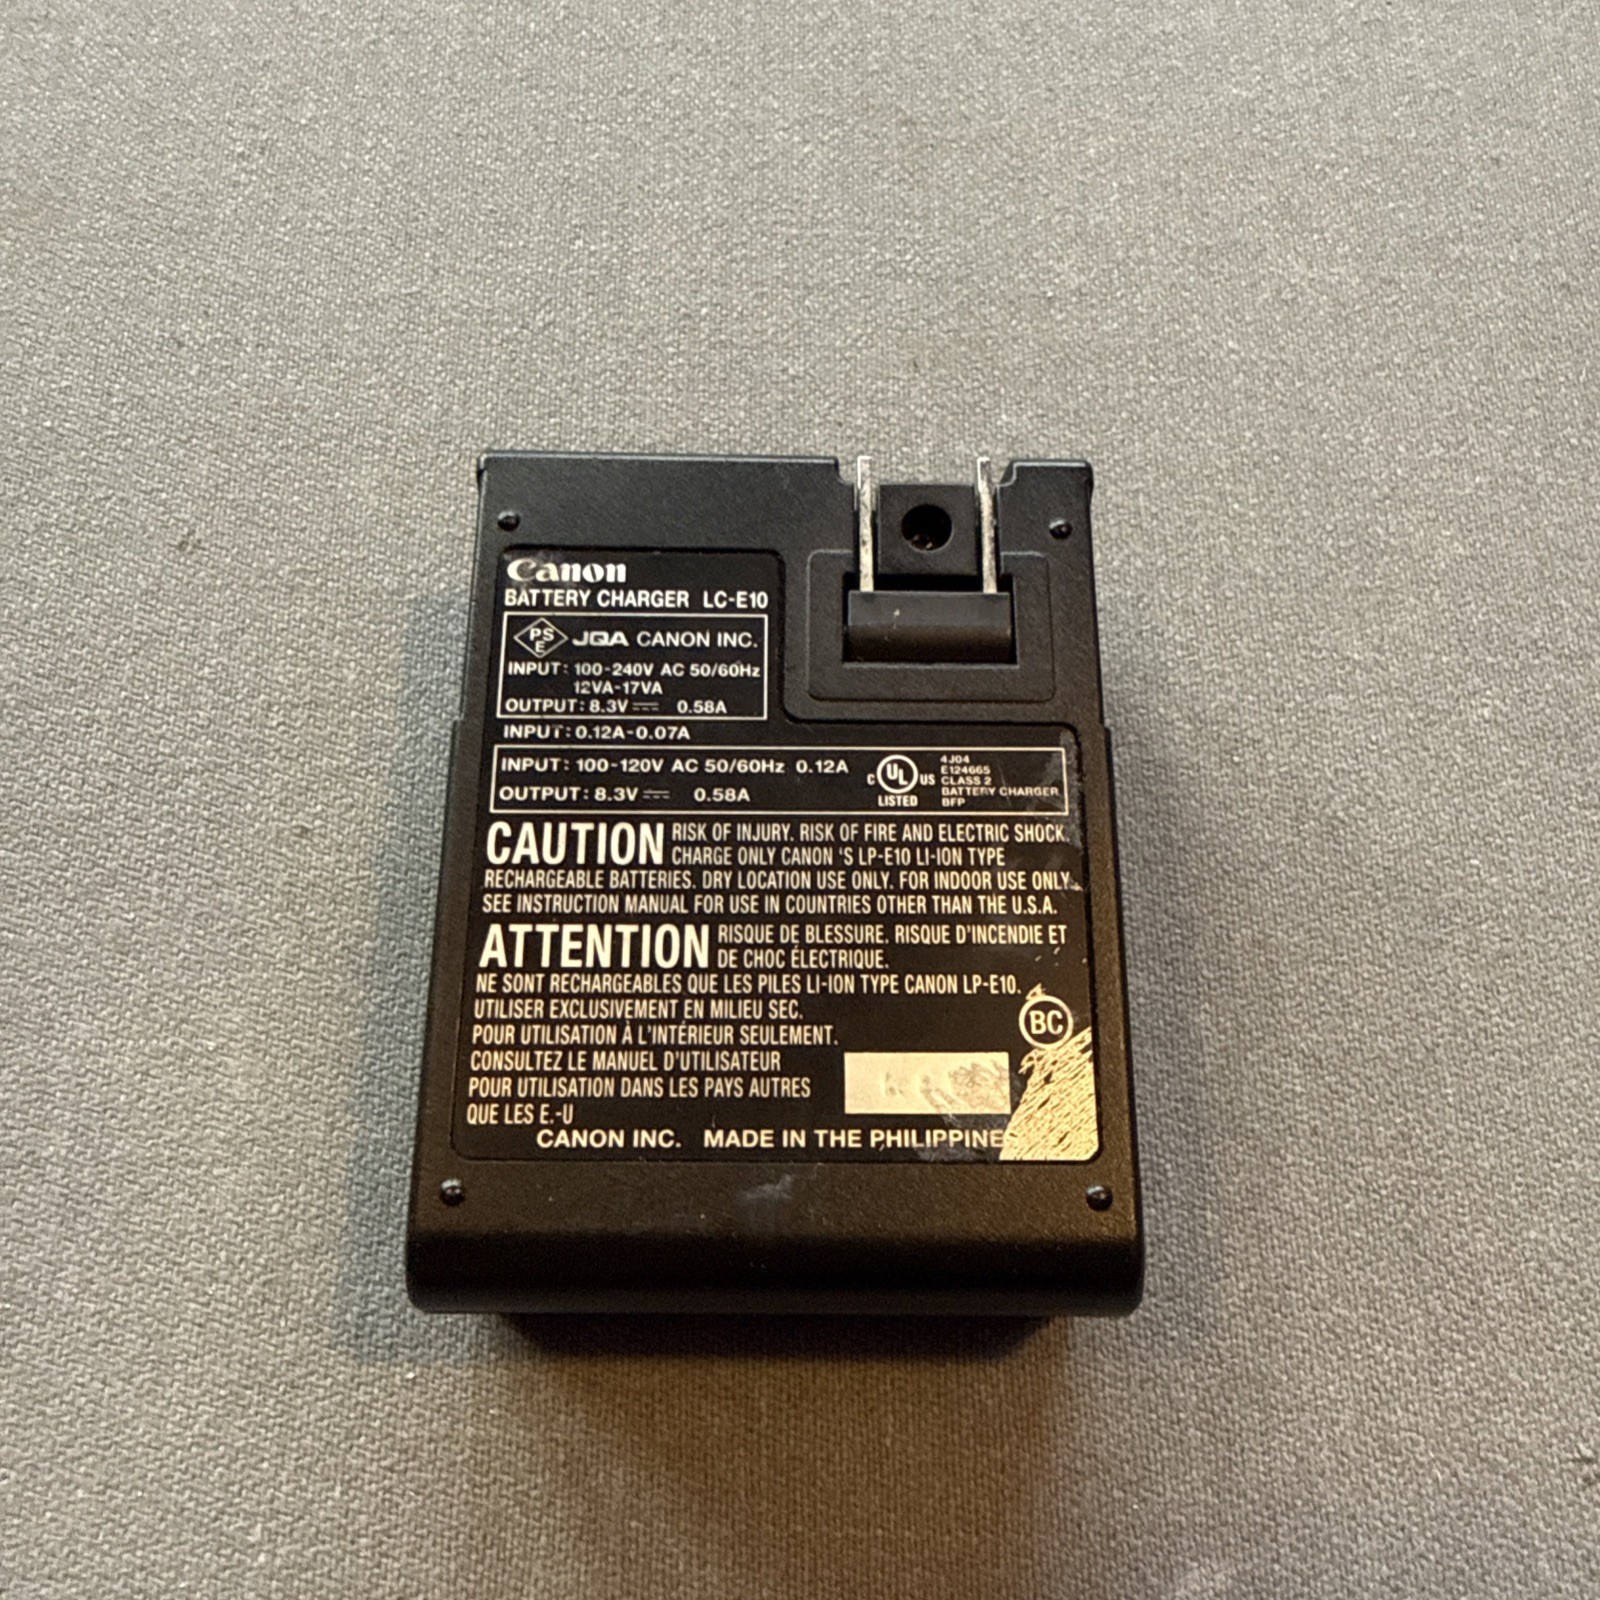 Canon
BATTERY CHARGER LC-E10
PS E JQA CANON INC.
INPUT: 100-240V AC 50/60Hz
12VA-17VA
OUTPUT: 8.3V⎓ 0.58A
INPUT: 0.12A-0.07A
INPUT: 100-120V AC 50/60Hz 0.12A
OUTPUT: 8.3V⎓ 0.58A
C UL US
LISTED
4J04
E124665
CLASS 2
BATTERY CHARGER
BFP
CAUTION RISK OF INJURY. RISK OF FIRE AND ELECTRIC SHOCK.
CHARGE ONLY CANON 'S LP-E10 LI-ION TYPE
RECHARGEABLE BATTERIES. DRY LOCATION USE ONLY. FOR INDOOR USE ONLY.
SEE INSTRUCTION MANUAL FOR USE IN COUNTRIES OTHER THAN THE U.S.A.
ATTENTION RISQUE DE BLESSURE. RISQUE D'INCENDIE ET
DE CHOC ÉLECTRIQUE.
NE SONT RECHARGEABLES QUE LES PILES LI-ION TYPE CANON LP-E10.
UTILISER EXCLUSIVEMENT EN MILIEU SEC.
POUR UTILISATION À L'INTÉRIEUR SEULEMENT.
CONSULTEZ LE MANUEL D'UTILISATEUR
POUR UTILISATION DANS LES PAYS AUTRES
QUE LES E.-U
BC
CANON INC. MADE IN THE PHILIPPINE